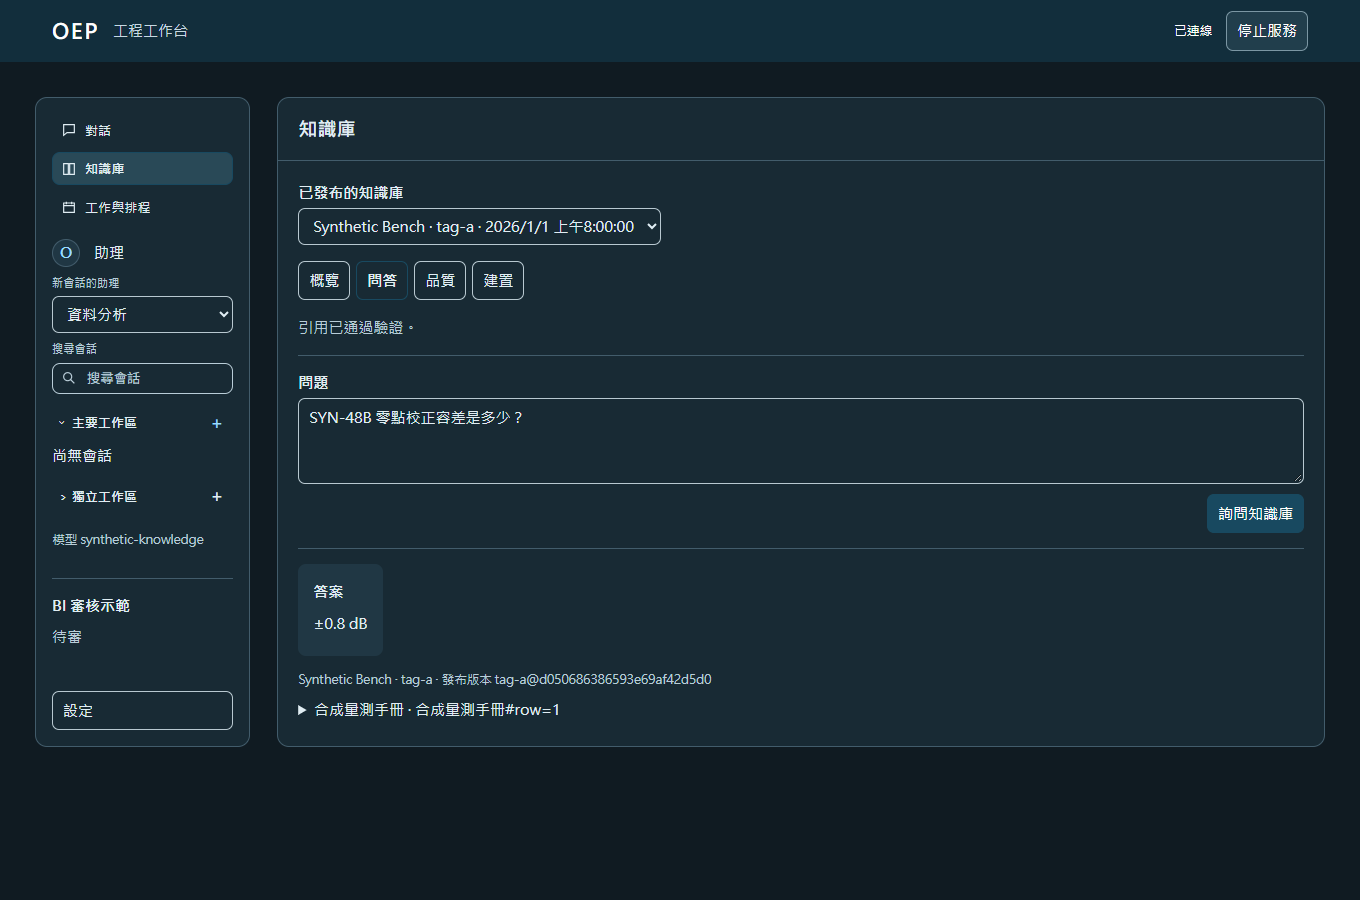 OEP 工程工作台
已連線
停止服務
對話
知識庫
工作與排程
O 助理
新會話的助理
資料分析
搜尋會話
搜尋會話
主要工作區 +
尚無會話
獨立工作區 +
模型 synthetic-knowledge
BI 審核示範
待審
設定
知識庫
已發布的知識庫
Synthetic Bench · tag-a · 2026/1/1 上午8:00:00
概覽 問答 品質 建置
引用已通過驗證。
問題
SYN-48B 零點校正容差是多少？
詢問知識庫
答案
±0.8 dB
Synthetic Bench · tag-a · 發布版本 tag-a@d050686386593e69af42d5d0
合成量測手冊 · 合成量測手冊#row=1